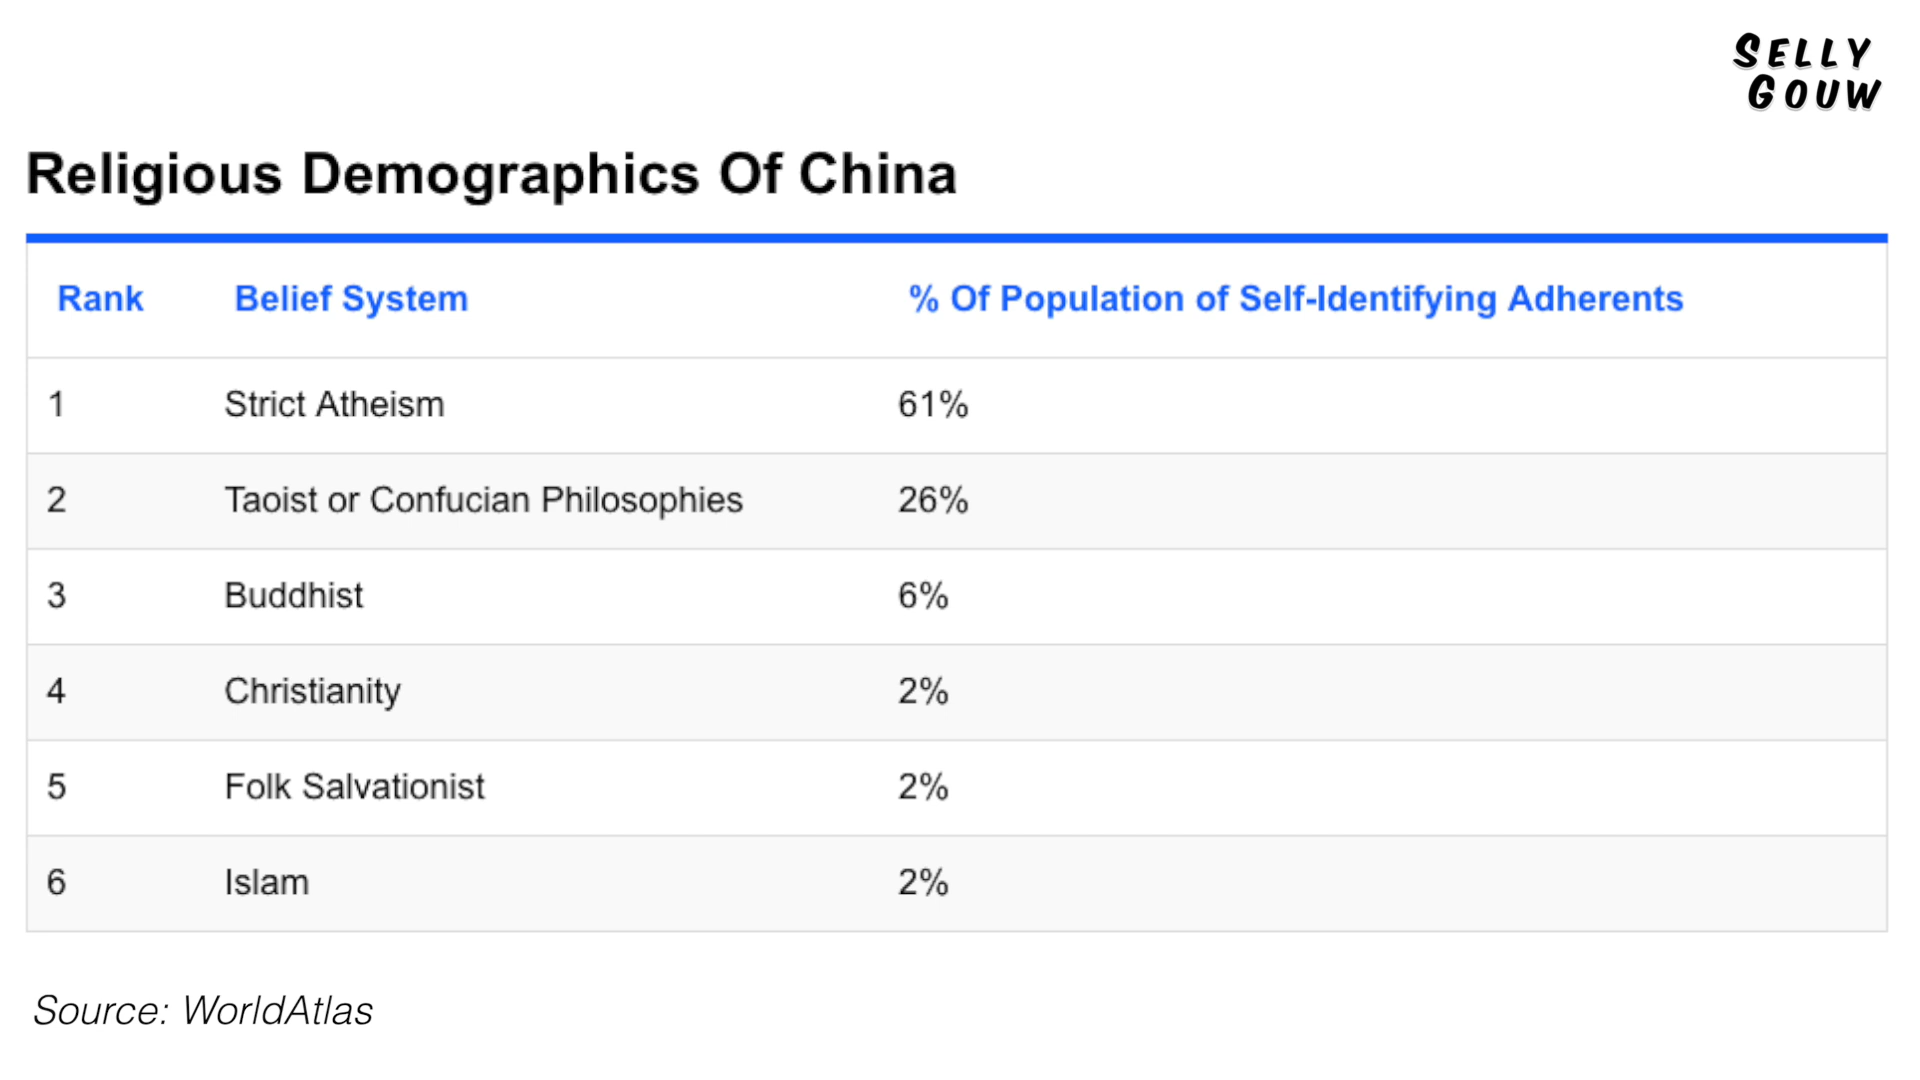 SELLY
GOUW
Religious Demographics Of China
Rank Belief System % Of Population of Self-Identifying Adherents
1 Strict Atheism 61%
2 Taoist or Confucian Philosophies 26%
3 Buddhist 6%
4 Christianity 2%
5 Folk Salvationist 2%
6 Islam 2%
Source: WorldAtlas